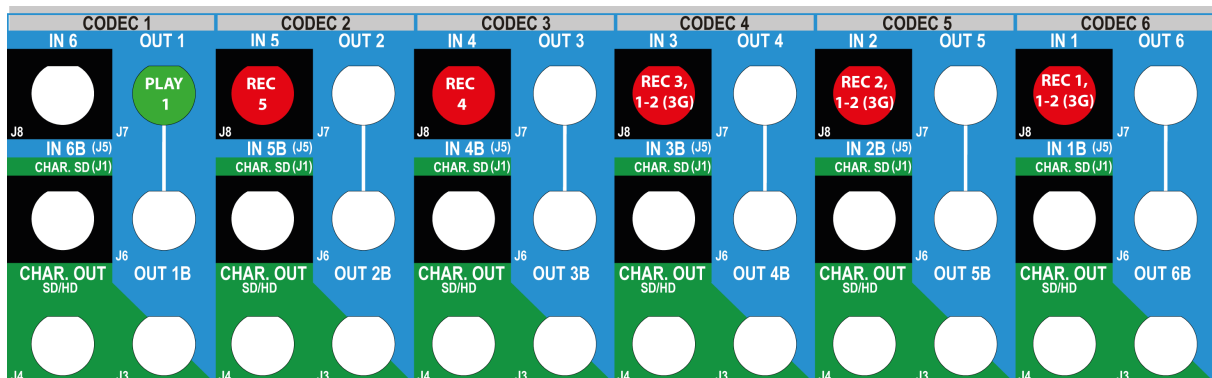 CODEC 1 CODEC 2 CODEC 3 CODEC 4 CODEC 5 CODEC 6
IN 6 OUT 1 IN 5 OUT 2 IN 4 OUT 3 IN 3 OUT 4 IN 2 OUT 5 IN 1 OUT 6
PLAY 1
REC 5
REC 4
REC 3, 1-2 (3G)
REC 2, 1-2 (3G)
REC 1, 1-2 (3G)
J8 J7 J8 J7 J8 J7 J8 J7 J8 J7 J8 J7
IN 6B (J5) IN 5B (J5) IN 4B (J5) IN 3B (J5) IN 2B (J5) IN 1B (J5)
CHAR. SD (J1) CHAR. SD (J1) CHAR. SD (J1) CHAR. SD (J1) CHAR. SD (J1) CHAR. SD (J1)
J6 J6 J6 J6 J6 J6
CHAR. OUT OUT 1B CHAR. OUT OUT 2B CHAR. OUT OUT 3B CHAR. OUT OUT 4B CHAR. OUT OUT 5B CHAR. OUT OUT 6B
SD/HD SD/HD SD/HD SD/HD SD/HD SD/HD
J4 J3 J4 J3 J4 J3 J4 J3 J4 J3 J4 J3